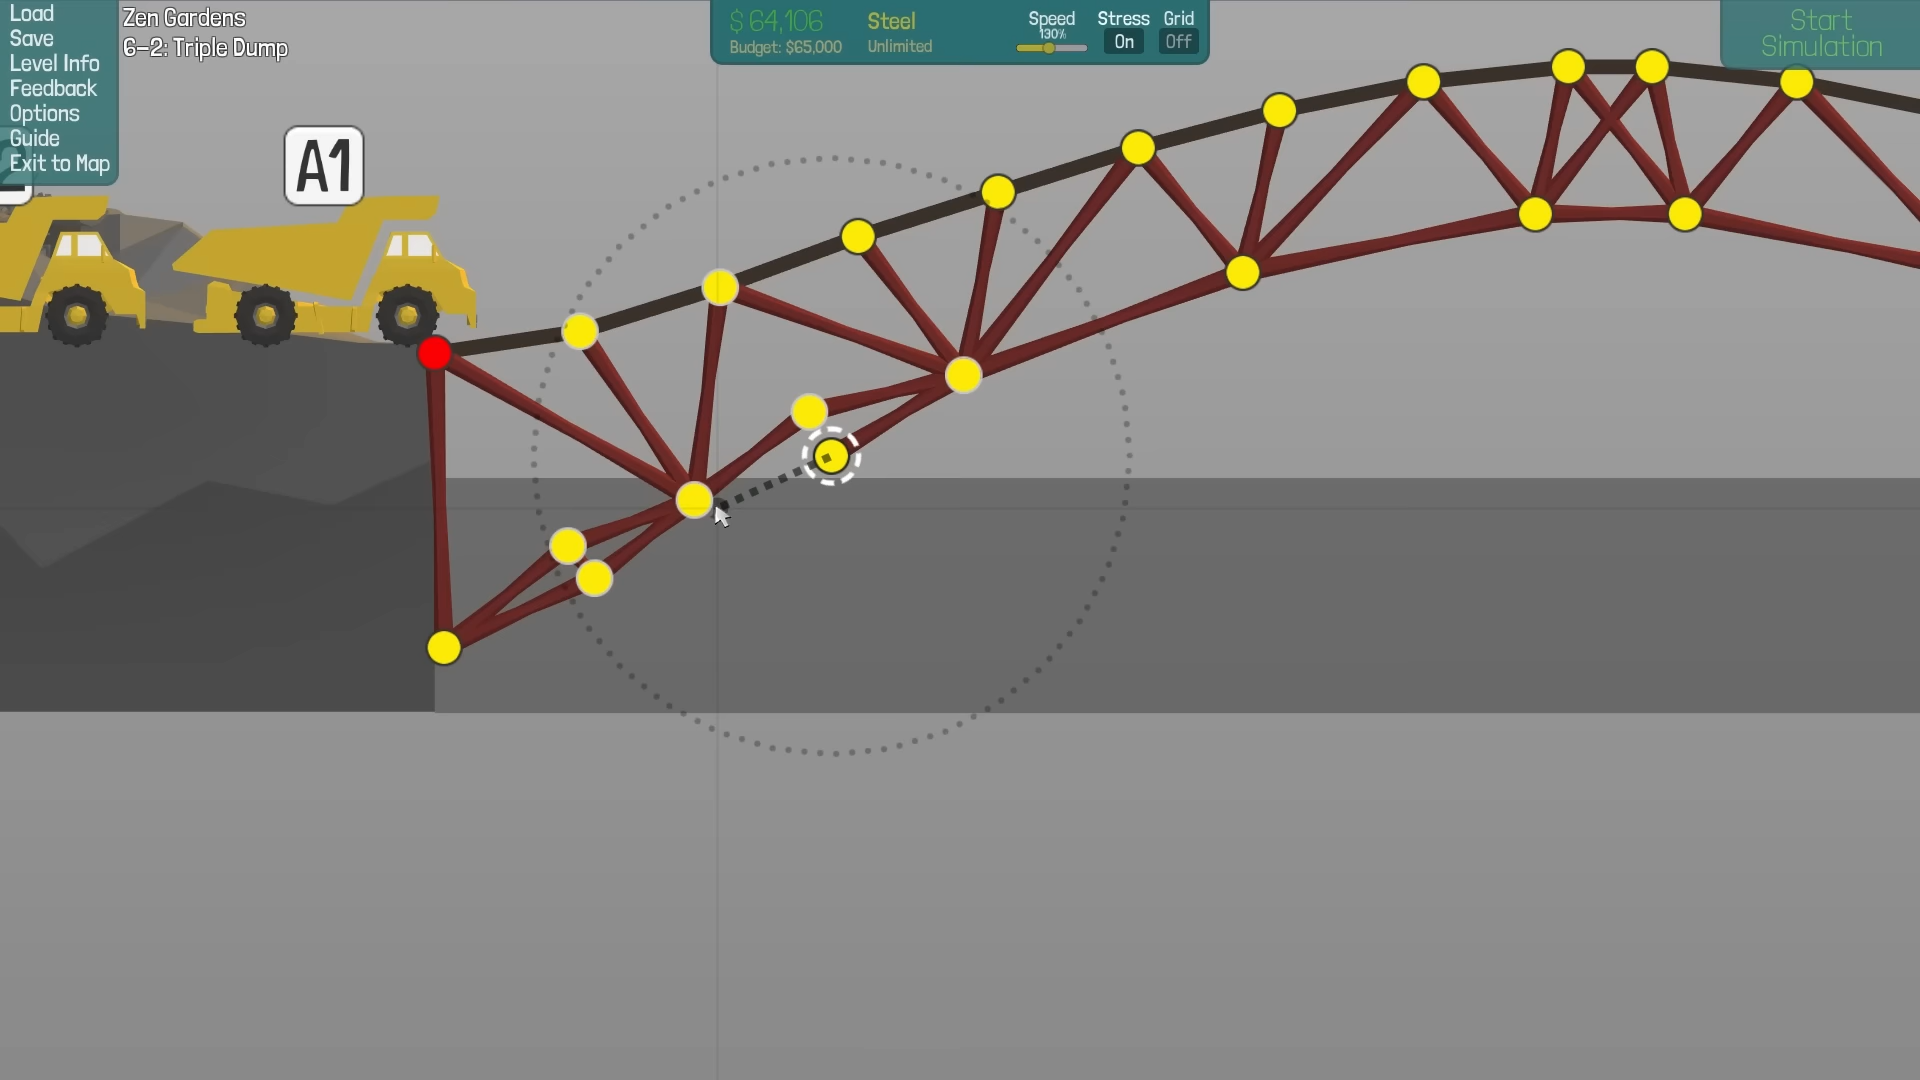 Load
Save
Level Info
Feedback
Options
Guide
Exit to Map
Zen Gardens
6-2: Triple Dump
$ 64,106
Budget: $65,000
Steel
Unlimited
Speed
130%
Stress
On
Grid
Off
Start
Simulation
A1
2